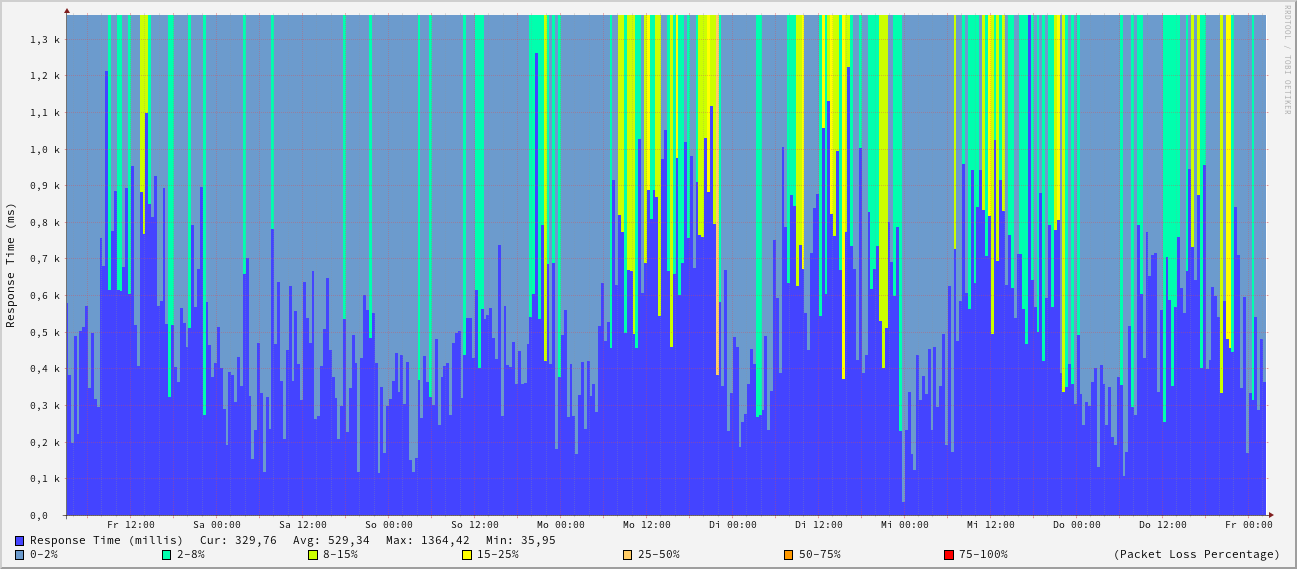 RRDTOOL / TOBI OETIKER
Response Time (ms)
1,3 k
1,2 k
1,1 k
1,0 k
0,9 k
0,8 k
0,7 k
0,6 k
0,5 k
0,4 k
0,3 k
0,2 k
0,1 k
0,0
Fr 12:00 Sa 00:00 Sa 12:00 So 00:00 So 12:00 Mo 00:00 Mo 12:00 Di 00:00 Di 12:00 Mi 00:00 Mi 12:00 Do 00:00 Do 12:00 Fr 00:00
Response Time (millis) Cur: 329,76 Avg: 529,34 Max: 1364,42 Min: 35,95
0-2% 2-8% 8-15% 15-25% 25-50% 50-75% 75-100% (Packet Loss Percentage)